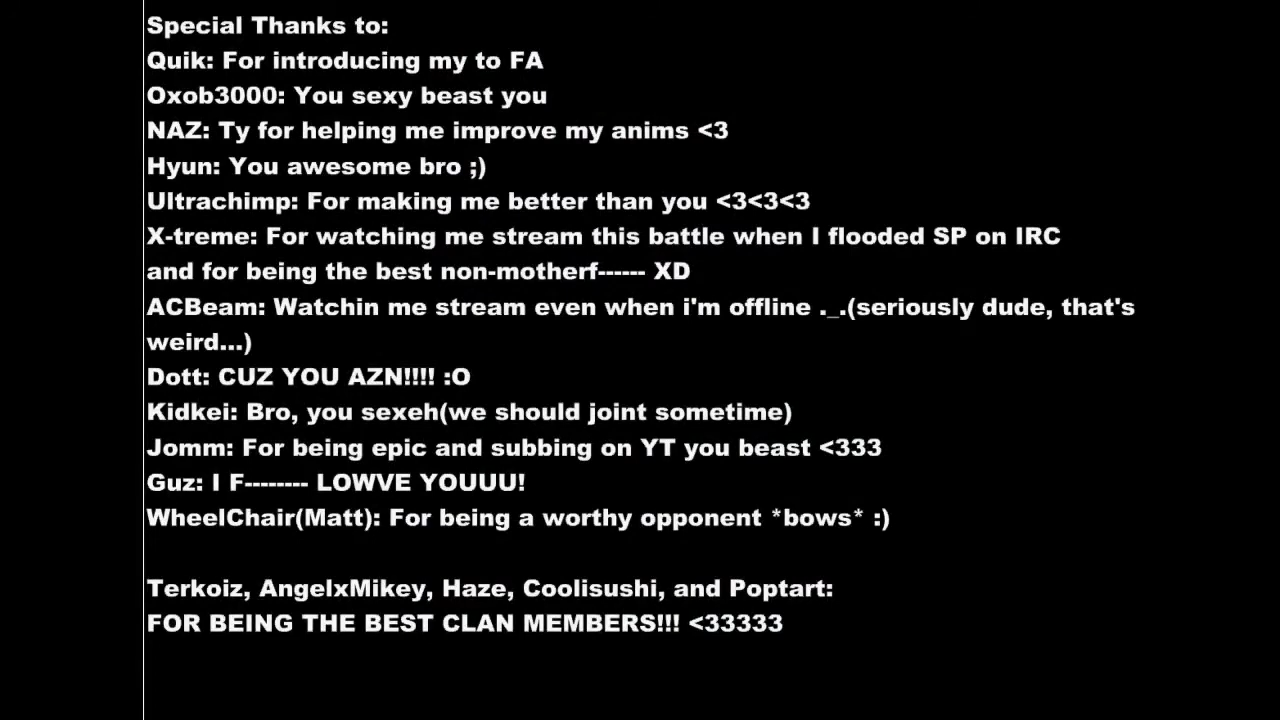 Special Thanks to:
Quik: For introducing my to FA
Oxob3000: You sexy beast you
NAZ: Ty for helping me improve my anims <3
Hyun: You awesome bro ;)
Ultrachimp: For making me better than you <3<3<3
X-treme: For watching me stream this battle when I flooded SP on IRC
and for being the best non-motherf------ XD
ACBeam: Watchin me stream even when i'm offline ._.(seriously dude, that's
weird...)
Dott: CUZ YOU AZN!!!! :O
Kidkei: Bro, you sexeh(we should joint sometime)
Jomm: For being epic and subbing on YT you beast <333
Guz: I F-------- LOWVE YOUUU!
WheelChair(Matt): For being a worthy opponent *bows* :)
Terkoiz, AngelxMikey, Haze, Coolisushi, and Poptart:
FOR BEING THE BEST CLAN MEMBERS!!! <33333